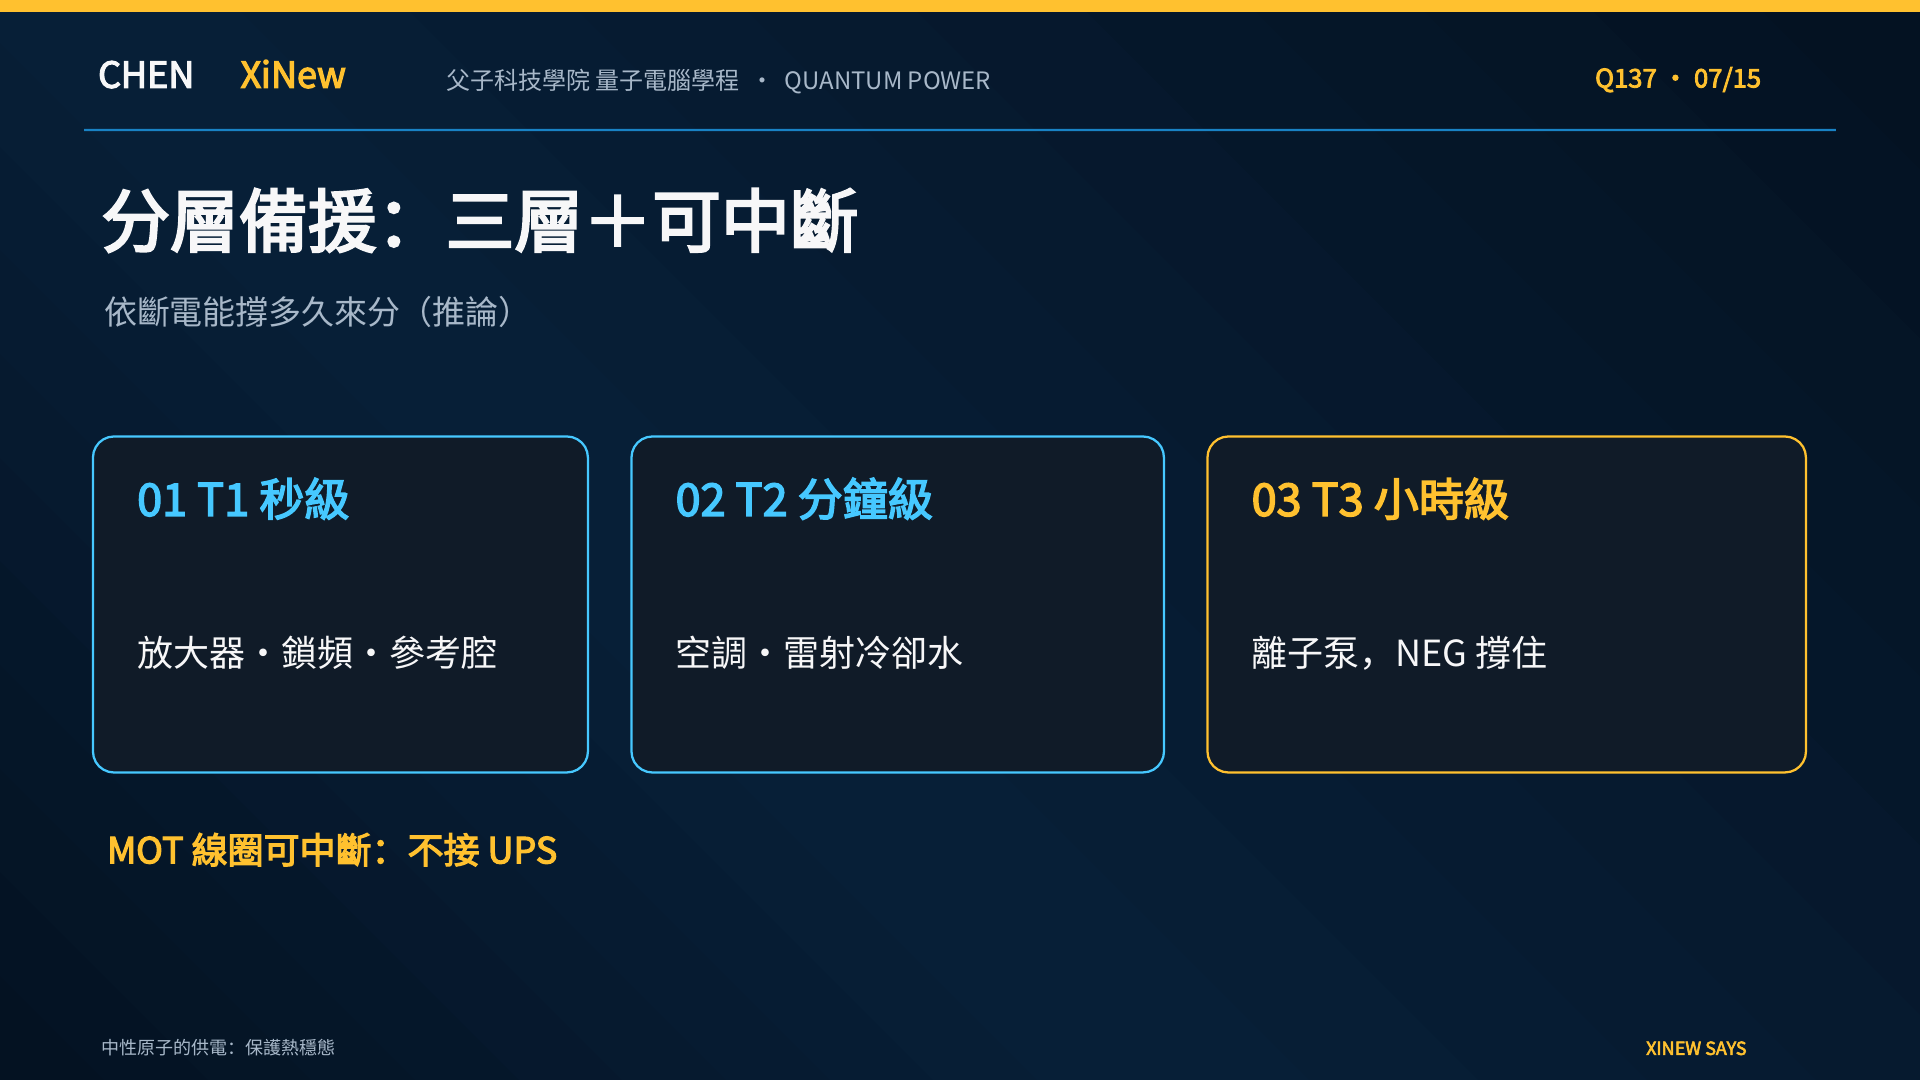 CHEN XiNew 父子科技學院 量子電腦學程 • QUANTUM POWER Q137 • 07/15
分層備援：三層＋可中斷
依斷電能撐多久來分（推論）
01 T1 秒級
放大器・鎖頻・參考腔
02 T2 分鐘級
空調・雷射冷卻水
03 T3 小時級
離子泵，NEG 撐住
MOT 線圈可中斷：不接 UPS
中性原子的供電：保護熱穩態
XINEW SAYS